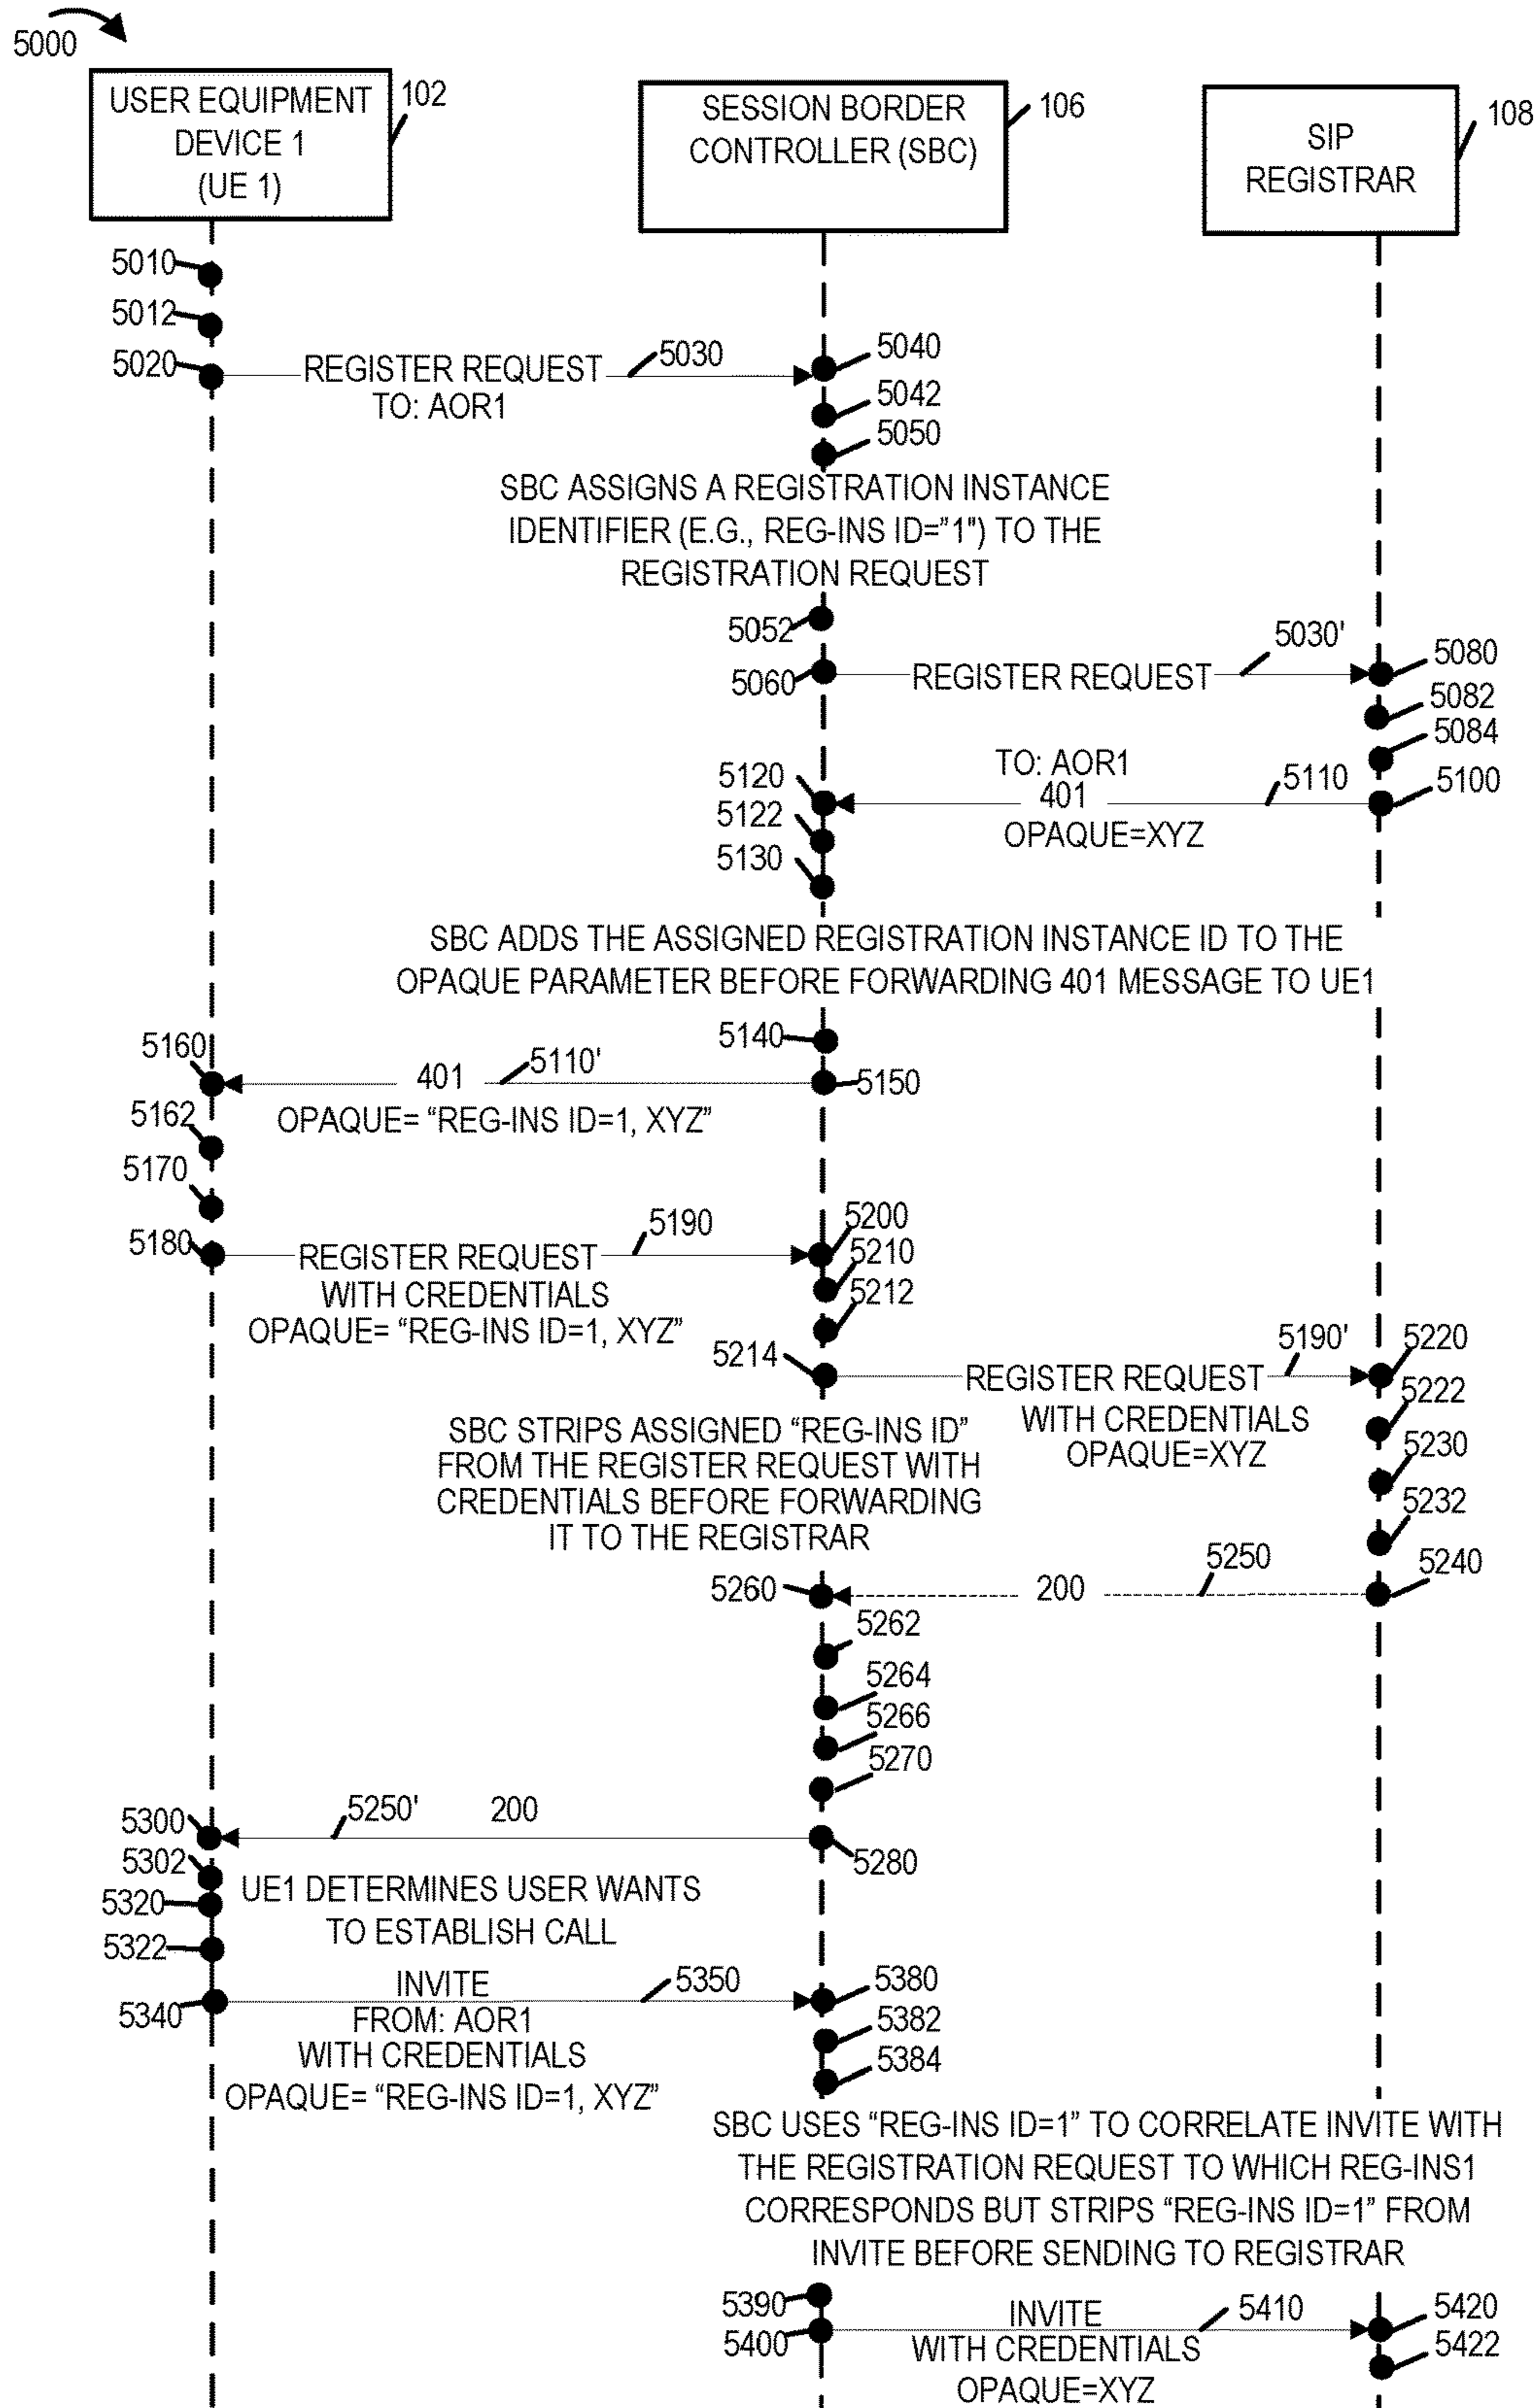 5000
USER EQUIPMENT
DEVICE 1
(UE 1)
102
SESSION BORDER
CONTROLLER (SBC)
106
SIP
REGISTRAR
108
5010
5012
5020
REGISTER REQUEST
TO: AOR1
5030
5040
5042
5050
SBC ASSIGNS A REGISTRATION INSTANCE
IDENTIFIER (E.G., REG-INS ID="1") TO THE
REGISTRATION REQUEST
5052
5060
REGISTER REQUEST
5030'
5080
5082
5084
5100
TO: AOR1
401
OPAQUE=XYZ
5110
5120
5122
5130
SBC ADDS THE ASSIGNED REGISTRATION INSTANCE ID TO THE
OPAQUE PARAMETER BEFORE FORWARDING 401 MESSAGE TO UE1
5140
5150
401
5110'
OPAQUE= “REG-INS ID=1, XYZ”
5160
5162
5170
5180
REGISTER REQUEST
WITH CREDENTIALS
OPAQUE= “REG-INS ID=1, XYZ”
5190
5200
5210
5212
5214
REGISTER REQUEST
WITH CREDENTIALS
OPAQUE=XYZ
5190'
5220
5222
5230
5232
SBC STRIPS ASSIGNED “REG-INS ID”
FROM THE REGISTER REQUEST WITH
CREDENTIALS BEFORE FORWARDING
IT TO THE REGISTRAR
5240
5250
200
5260
5262
5264
5266
5270
5280
5250'
200
5300
5302
5320
5322
UE1 DETERMINES USER WANTS
TO ESTABLISH CALL
5340
INVITE
FROM: AOR1
WITH CREDENTIALS
OPAQUE= “REG-INS ID=1, XYZ”
5350
5380
5382
5384
SBC USES “REG-INS ID=1” TO CORRELATE INVITE WITH
THE REGISTRATION REQUEST TO WHICH REG-INS1
CORRESPONDS BUT STRIPS “REG-INS ID=1” FROM
INVITE BEFORE SENDING TO REGISTRAR
5390
5400
INVITE
WITH CREDENTIALS
OPAQUE=XYZ
5410
5420
5422